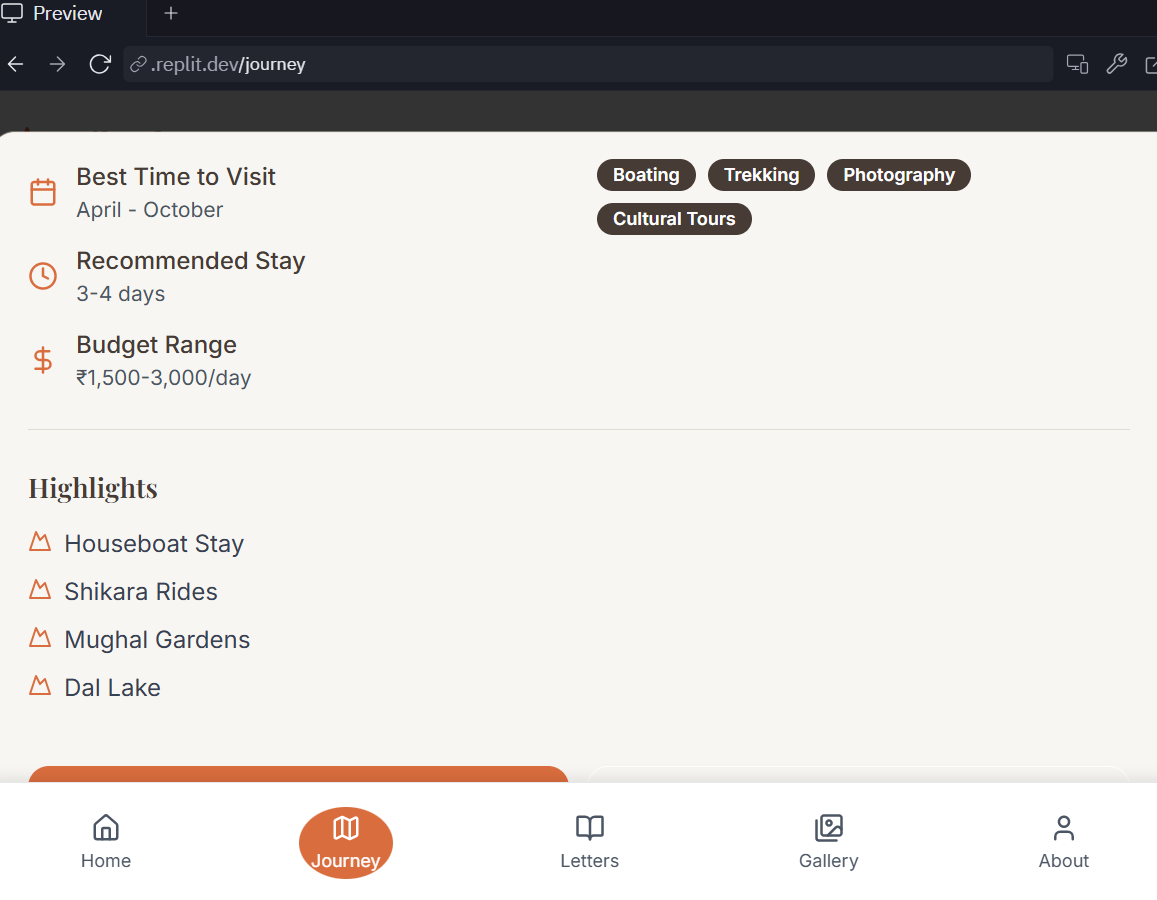 Preview
.replit.dev/journey
Best Time to Visit
April - October
Recommended Stay
3-4 days
Budget Range
₹1,500-3,000/day
Boating Trekking Photography
Cultural Tours
Highlights
Houseboat Stay
Shikara Rides
Mughal Gardens
Dal Lake
Home Journey Letters Gallery About